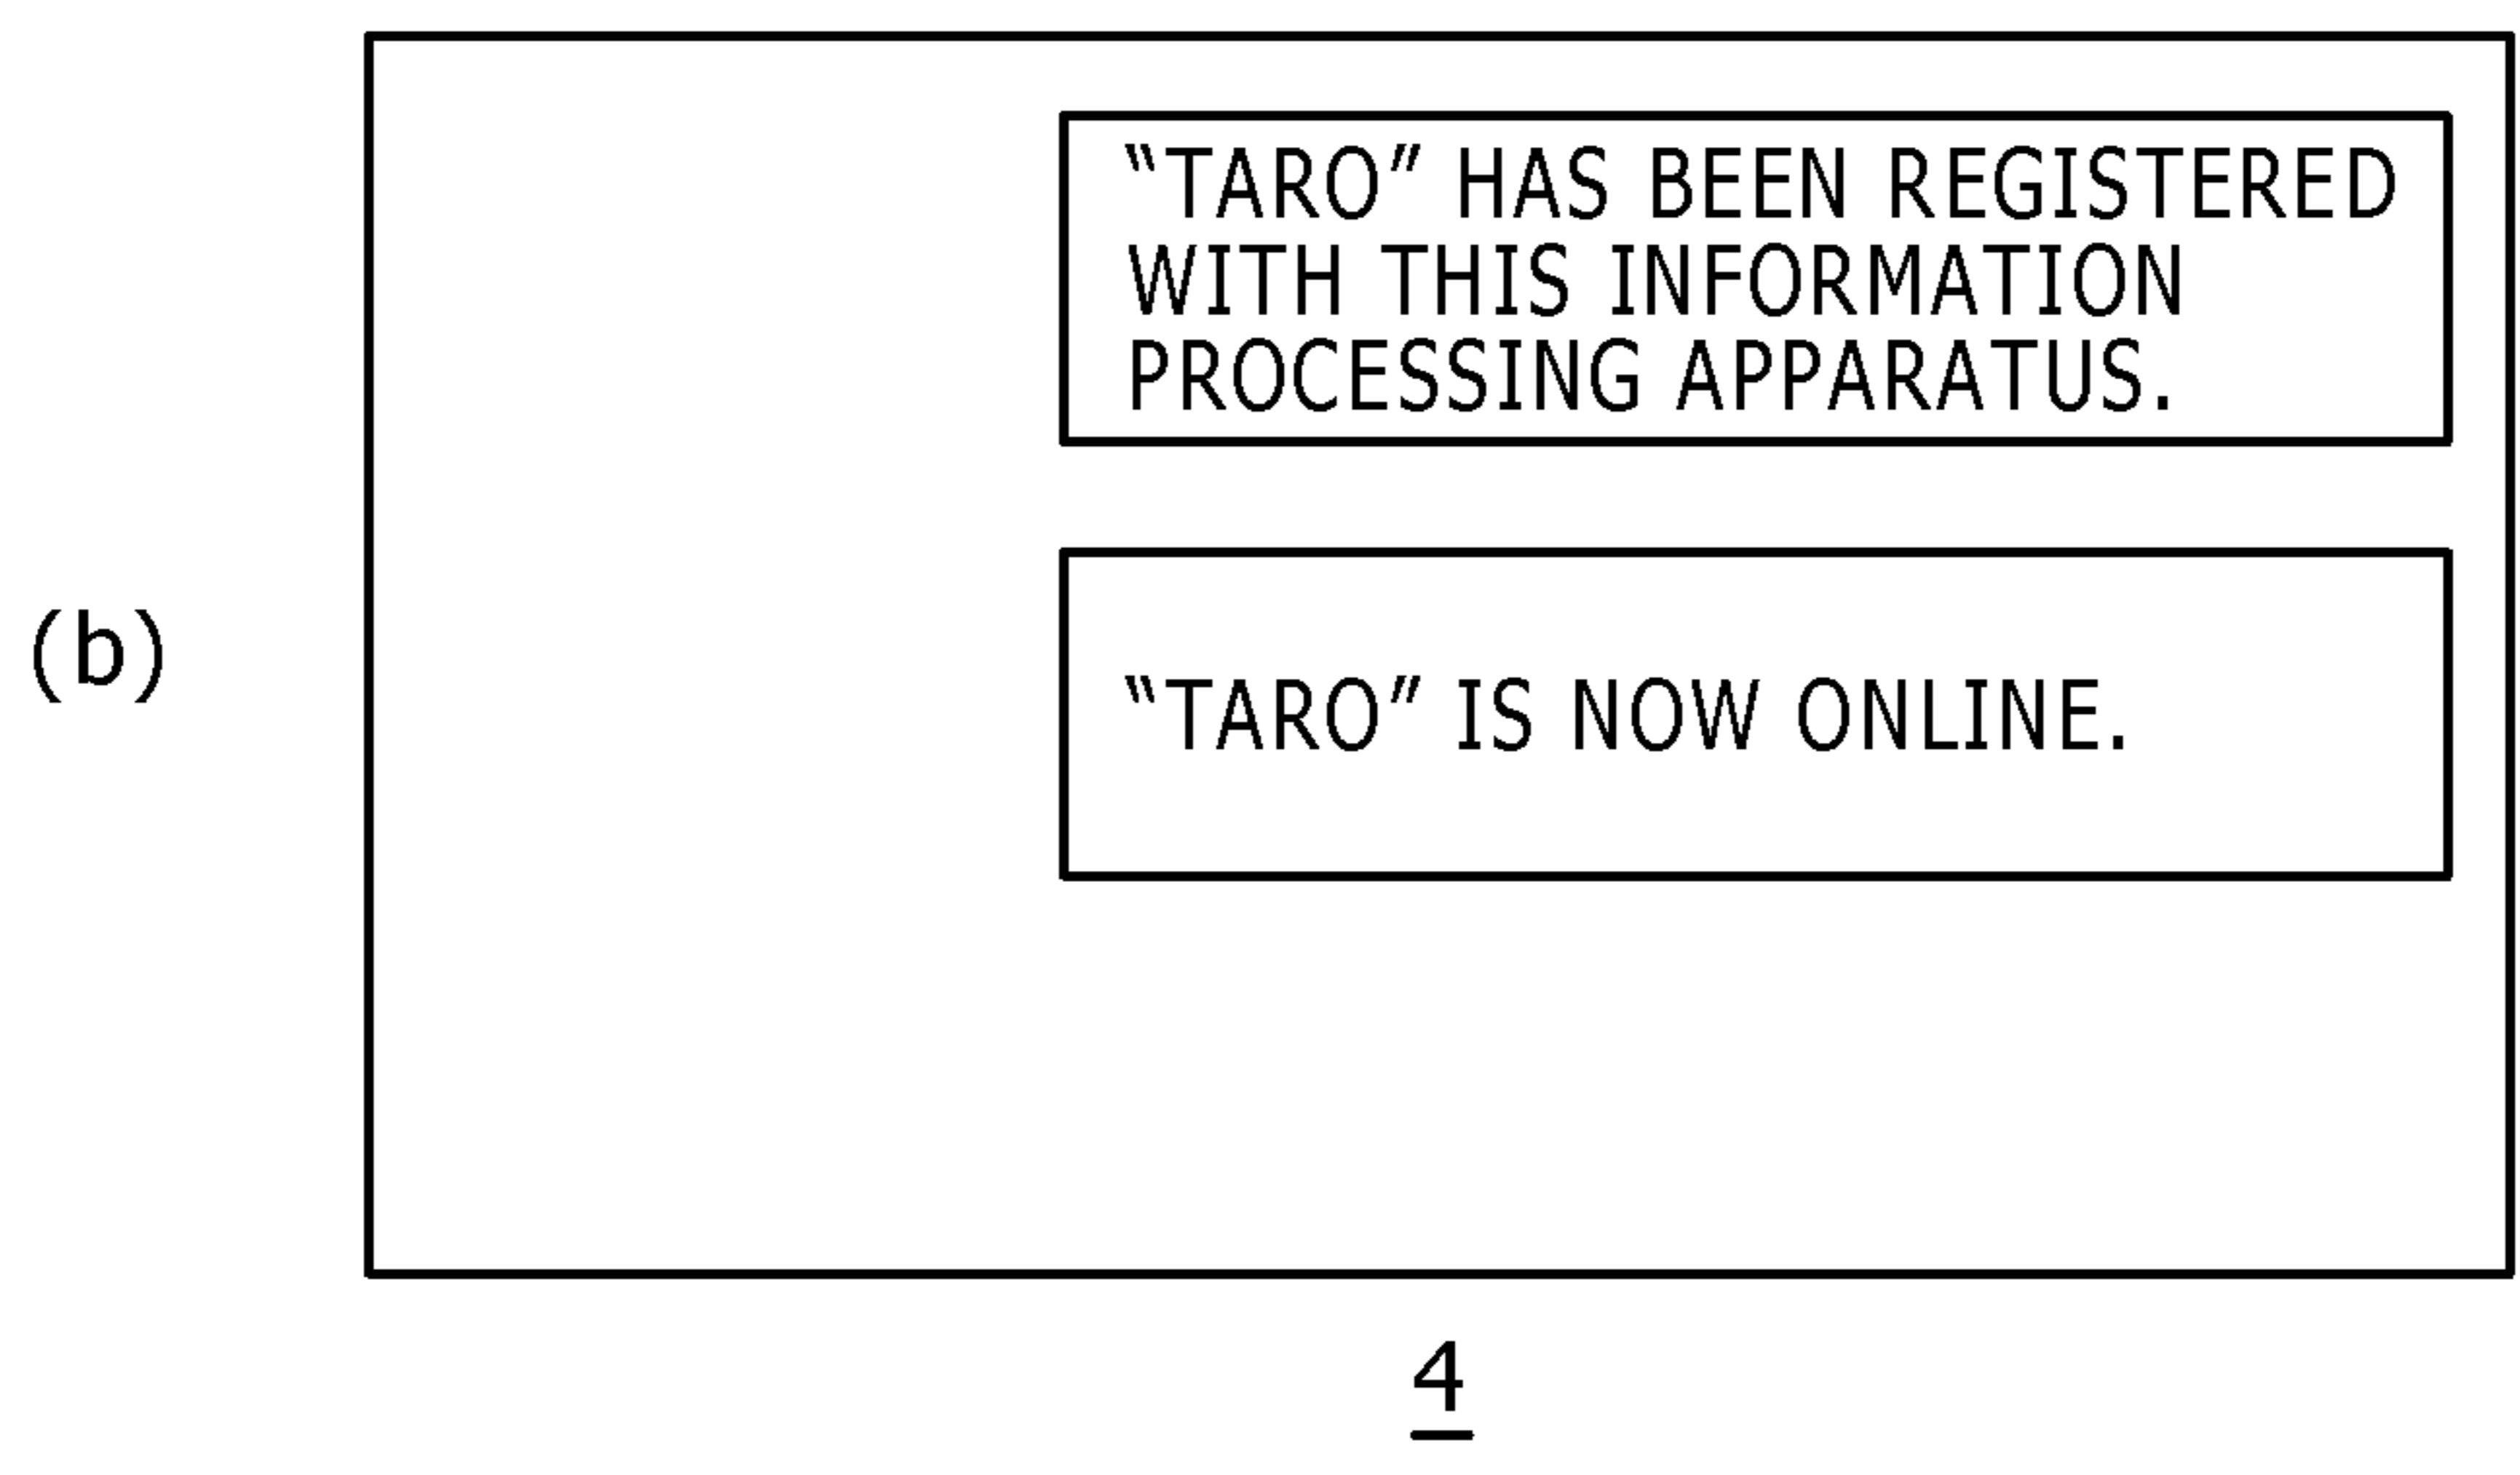 “TARO” HAS BEEN REGISTERED
WITH THIS INFORMATION
PROCESSING APPARATUS.
(b)
“TARO” IS NOW ONLINE.
4